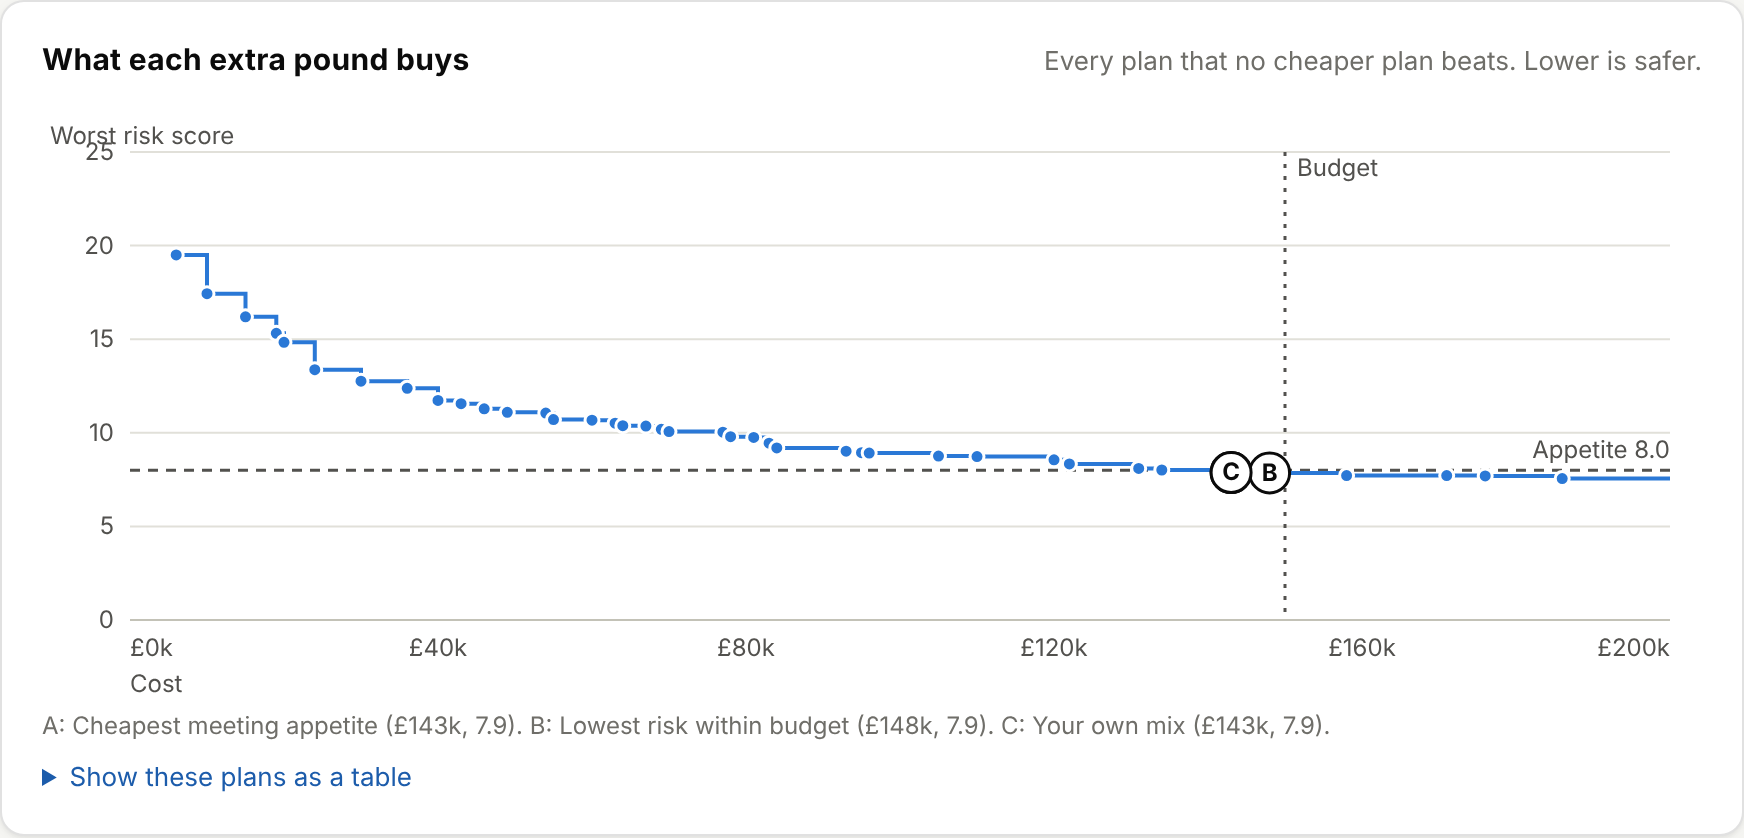 What each extra pound buys
Every plan that no cheaper plan beats. Lower is safer.
Worst risk score
25
Budget
20
15
10
Appetite 8.0
C
B
5
0
£0k
£40k
£80k
£120k
£160k
£200k
Cost
A: Cheapest meeting appetite (£143k, 7.9). B: Lowest risk within budget (£148k, 7.9). C: Your own mix (£143k, 7.9).
Show these plans as a table